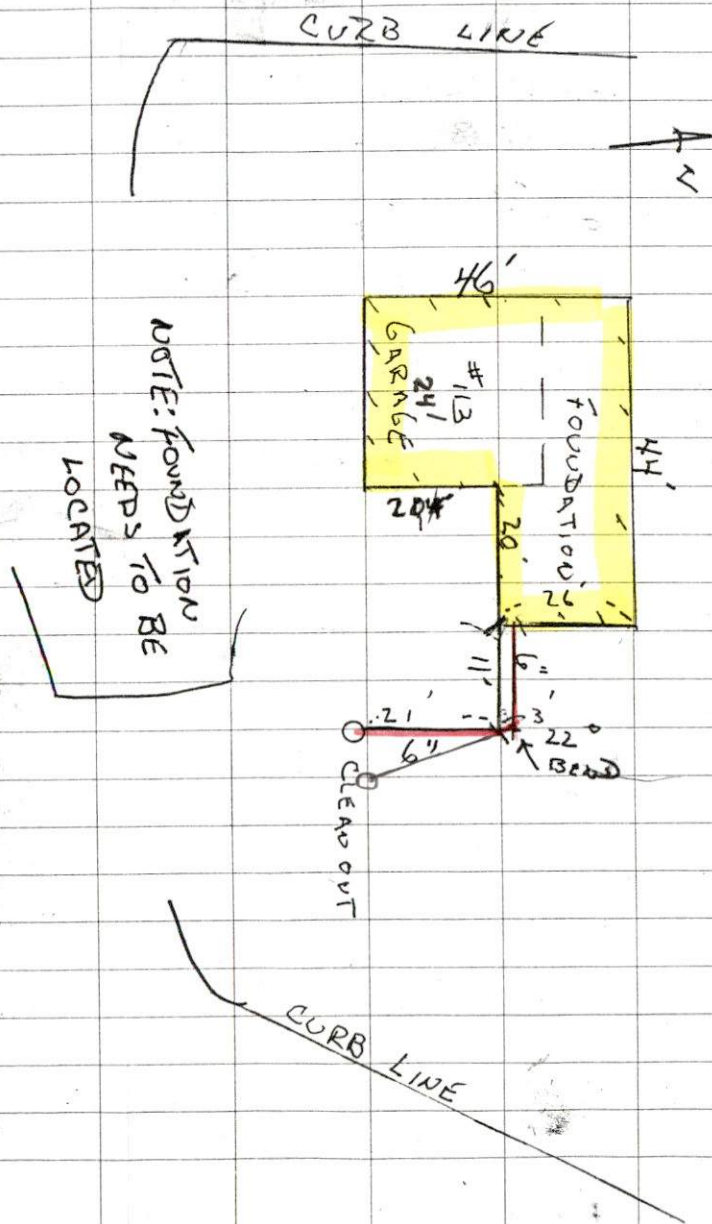 CURB LINE
N
46'
GARAGE
24'
#13
FOUNDATION
44'
20'
20'
26'
11'
6"
21'
3'
22°
BEND
6"
CLEAN OUT
NOTE: FOUNDATION
NEEDS TO BE
LOCATED
CURB LINE